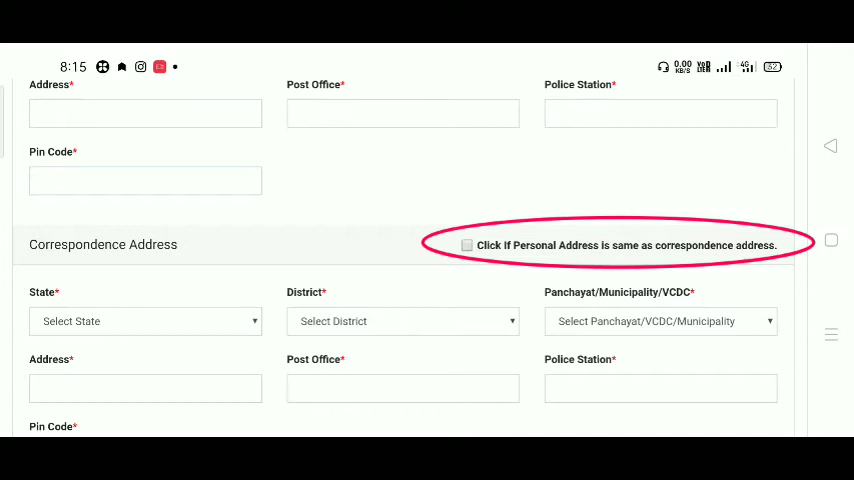 8:15 0.00 KB/S VoD LTE 4G 32
Address* Post Office* Police Station*
Pin Code*
Correspondence Address Click If Personal Address is same as correspondence address.
State* District* Panchayat/Municipality/VCDC*
Select State Select District Select Panchayat/VCDC/Municipality
Address* Post Office* Police Station*
Pin Code*